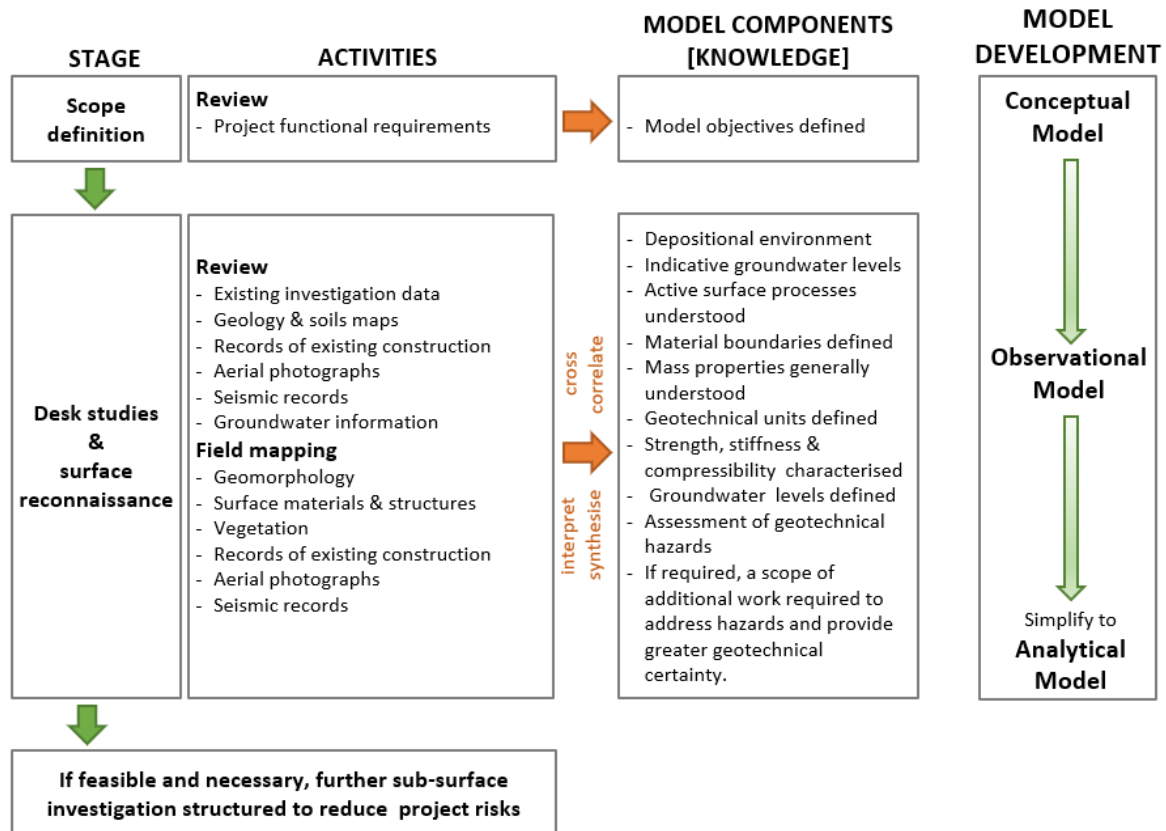 STAGE
ACTIVITIES
MODEL COMPONENTS
[KNOWLEDGE]
MODEL
DEVELOPMENT
Scope
definition
Review
- Project functional requirements
- Model objectives defined
Desk studies
&
surface
reconnaissance
Review
- Existing investigation data
- Geology & soils maps
- Records of existing construction
- Aerial photographs
- Seismic records
- Groundwater information
Field mapping
- Geomorphology
- Surface materials & structures
- Vegetation
- Records of existing construction
- Aerial photographs
- Seismic records
cross
correlate
interpret
synthesise
- Depositional environment
- Indicative groundwater levels
- Active surface processes
understood
- Material boundaries defined
- Mass properties generally
understood
- Geotechnical units defined
- Strength, stiffness &
compressibility characterised
- Groundwater levels defined
- Assessment of geotechnical
hazards
- If required, a scope of
additional work required to
address hazards and provide
greater geotechnical
certainty.
Conceptual
Model
Observational
Model
Simplify to
Analytical
Model
If feasible and necessary, further sub-surface
investigation structured to reduce project risks